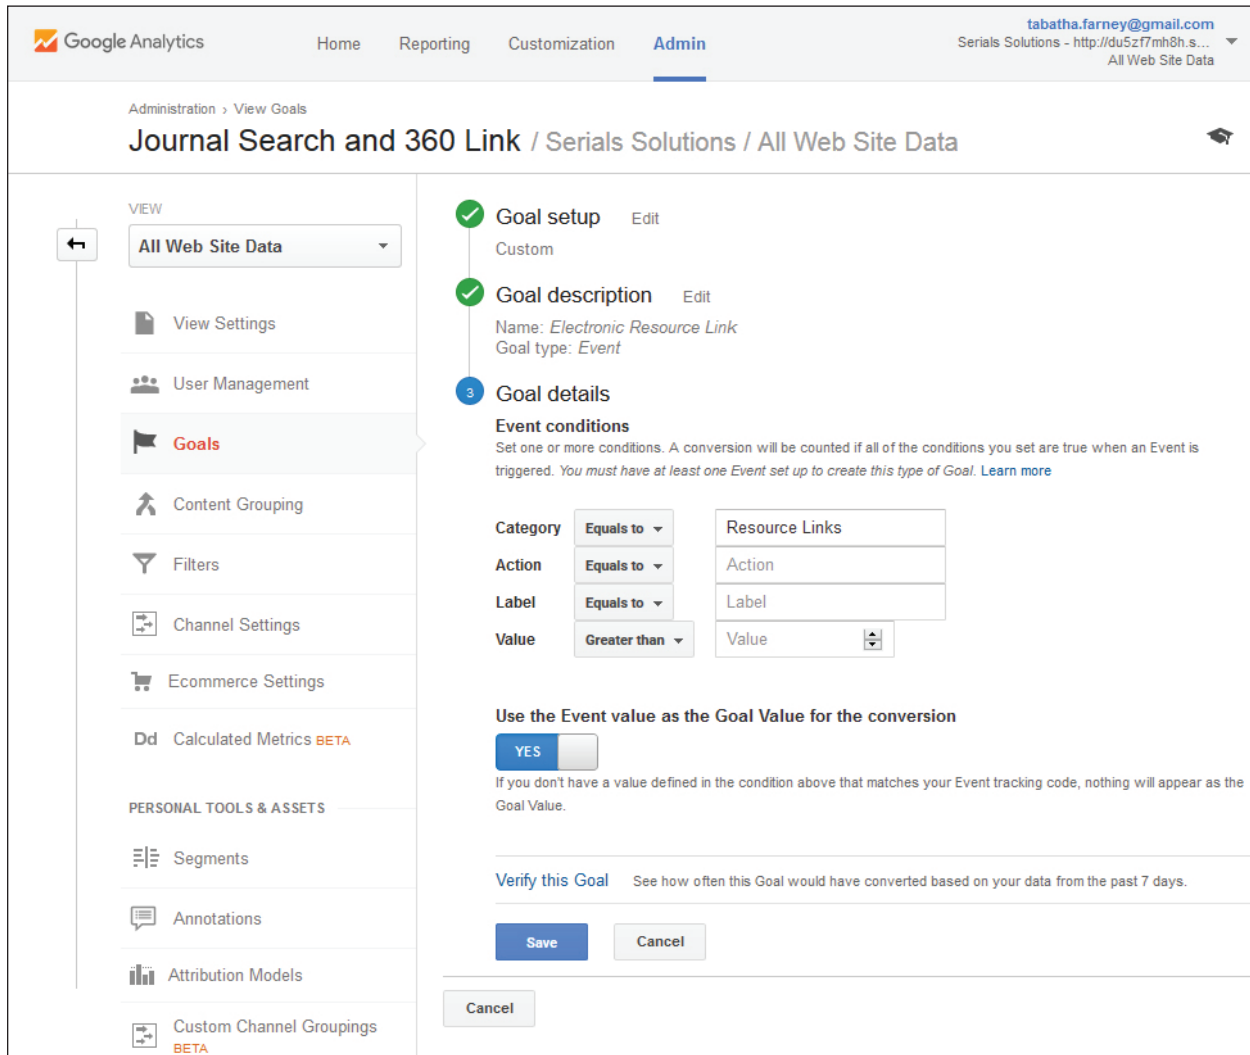 Google Analytics
Home Reporting Customization Admin
tabatha.farney@gmail.com
Serials Solutions - http://du5zf7mh8h.s...
All Web Site Data
Administration › View Goals
Journal Search and 360 Link / Serials Solutions / All Web Site Data
VIEW
All Web Site Data
View Settings
User Management
Goals
Content Grouping
Filters
Channel Settings
Ecommerce Settings
Dd Calculated Metrics BETA
PERSONAL TOOLS & ASSETS
Segments
Annotations
Attribution Models
Custom Channel Groupings
BETA
Goal setup Edit
Custom
Goal description Edit
Name: Electronic Resource Link
Goal type: Event
3 Goal details
Event conditions
Set one or more conditions. A conversion will be counted if all of the conditions you set are true when an Event is
triggered. You must have at least one Event set up to create this type of Goal. Learn more
Category Equals to Resource Links
Action Equals to Action
Label Equals to Label
Value Greater than Value
Use the Event value as the Goal Value for the conversion
YES
If you don't have a value defined in the condition above that matches your Event tracking code, nothing will appear as the
Goal Value.
Verify this Goal See how often this Goal would have converted based on your data from the past 7 days.
Save Cancel
Cancel